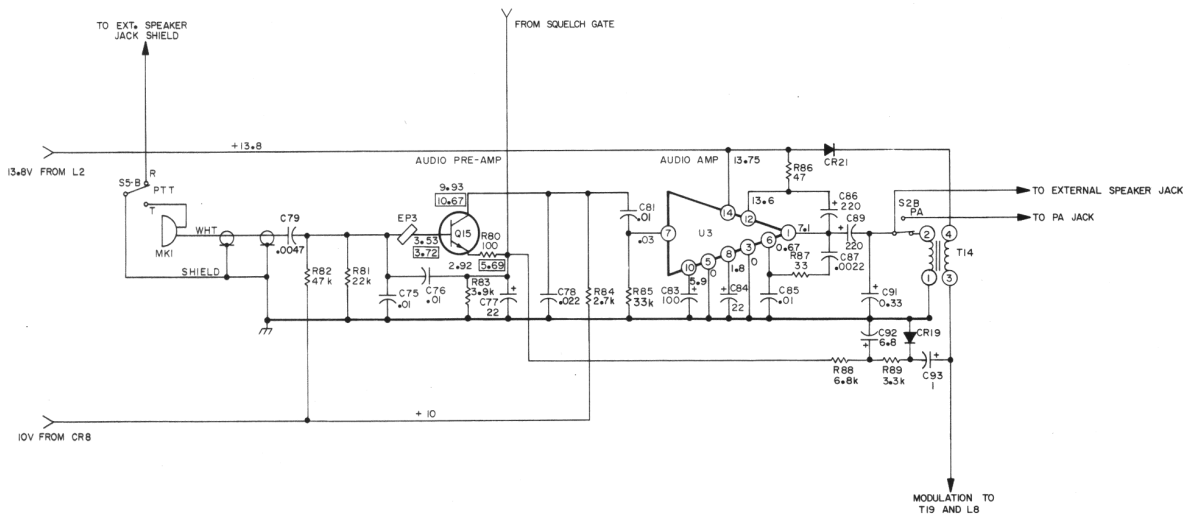 TO EXT. SPEAKER
JACK SHIELD
FROM SQUELCH GATE
+13.8
13.8V FROM L2
AUDIO PRE-AMP
AUDIO AMP
13.75
CR21
R86
47
S5-B
R
PTT
T
MK1
WHT
SHIELD
C79
.0047
R82
47k
R81
22k
EP3
9.93
10.67
3.53
3.72
Q15
2.92
R80
100
5.69
C75
.01
C76
.01
R83
3.9k
C77
22
C78
.022
R84
2.7k
C81
.01
.03
R85
33k
7
U3
14
12
13.6
1
7.1
6
0.67
3
0
8
1.8
5
0
10
5.9
C83
100
C84
22
C85
.01
R87
33
C86
220
C89
220
C87
.0022
S2B
PA
TO EXTERNAL SPEAKER JACK
TO PA JACK
2
4
T14
1
3
C91
0.33
C92
6.8
CR19
R88
6.8k
R89
3.3k
C93
1
+10
10V FROM CR8
MODULATION TO
T19 AND L8